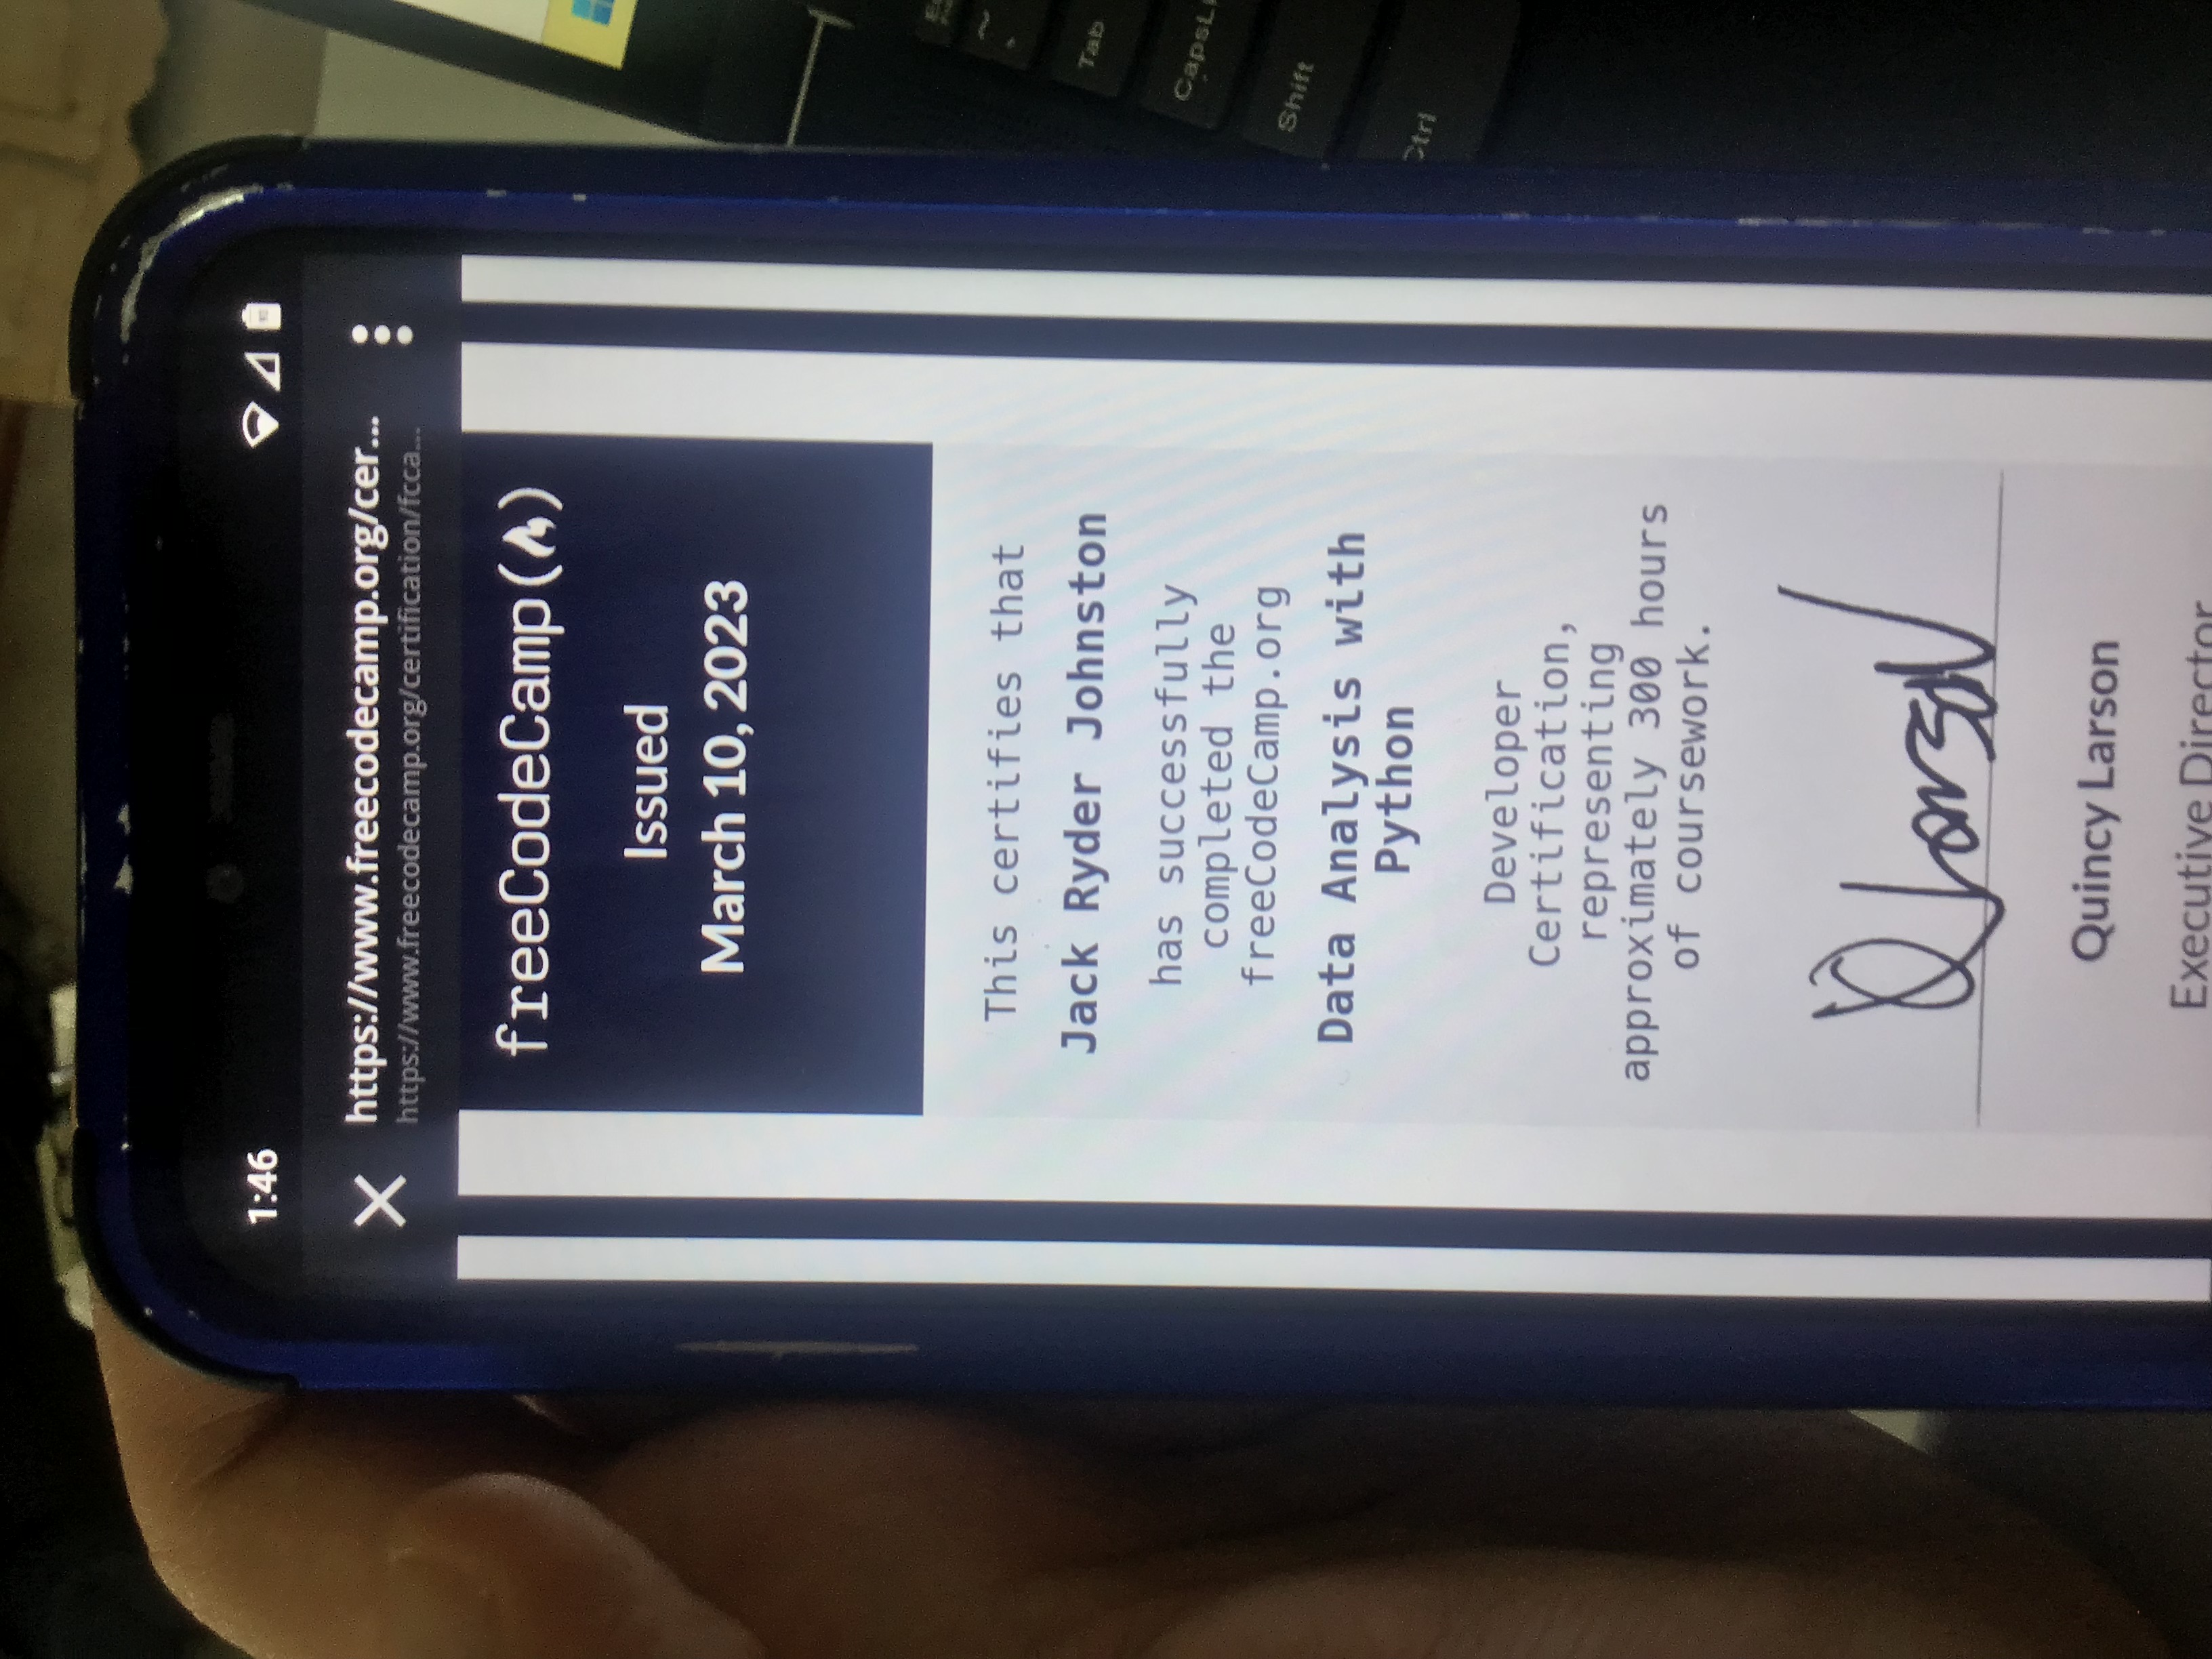 1:46
https://www.freecodecamp.org/cer...
https://www.freecodecamp.org/certification/fcca...
freeCodeCamp(🔥)
Issued
March 10, 2023
This certifies that
Jack Ryder Johnston
has successfully
completed the
freeCodeCamp.org
Data Analysis with
Python
Developer
Certification,
representing
approximately 300 hours
of coursework.
QLarson
Quincy Larson
Executive Director
Tab
CapsL
Shift
Ctrl